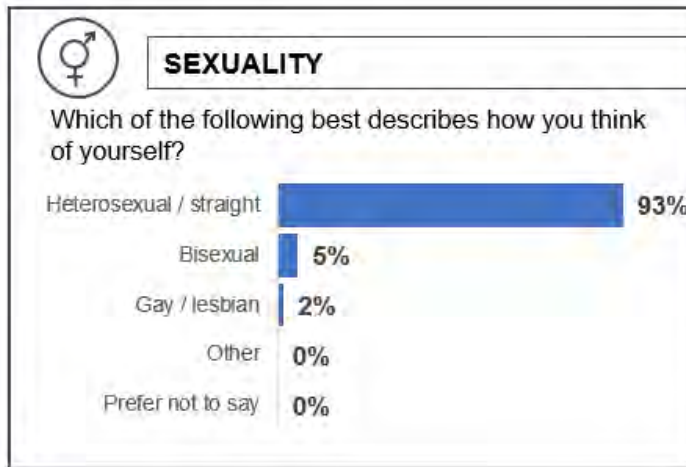 SEXUALITY
Which of the following best describes how you think
of yourself?
Heterosexual / straight 93%
Bisexual 5%
Gay / lesbian 2%
Other 0%
Prefer not to say 0%